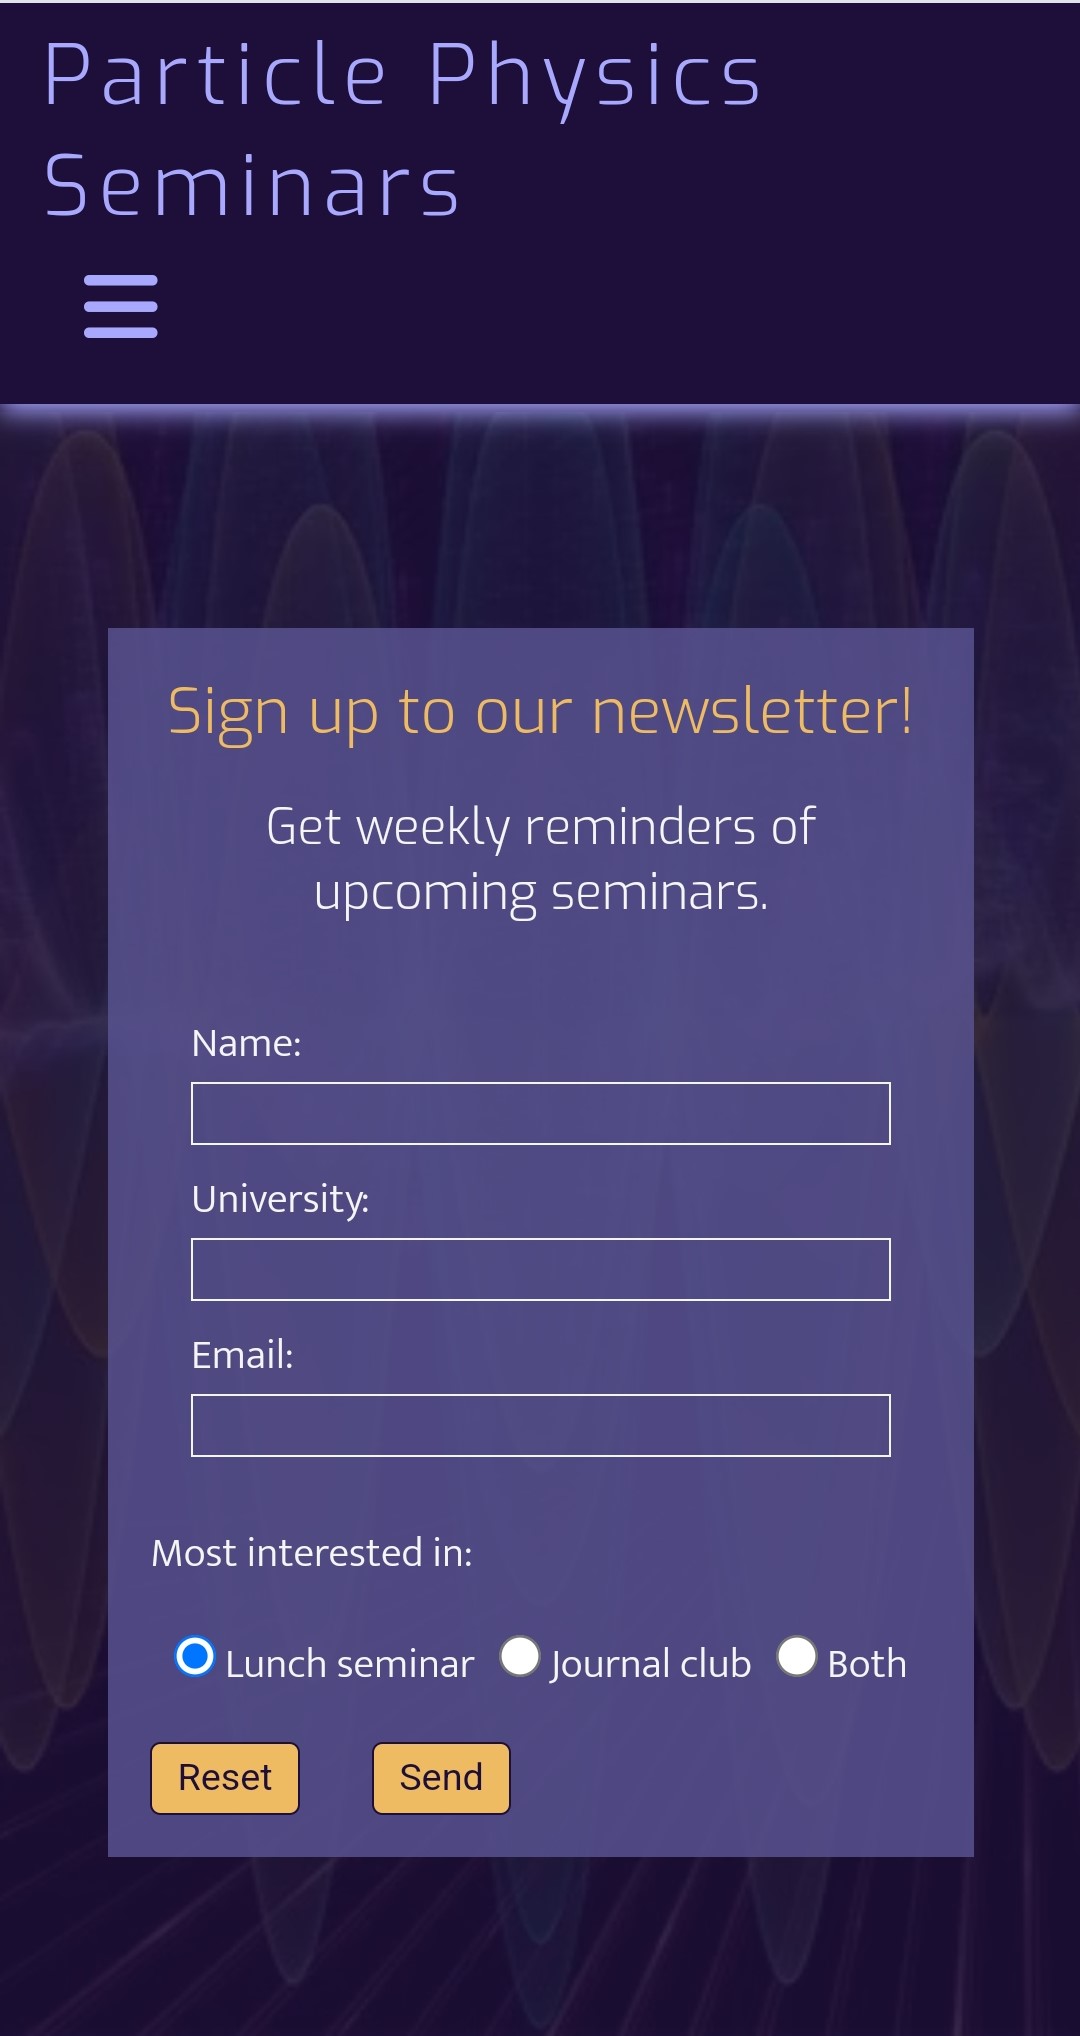 Particle Physics
Seminars
Sign up to our newsletter!
Get weekly reminders of
upcoming seminars.
Name:
University:
Email:
Most interested in:
Lunch seminar Journal club Both
Reset Send